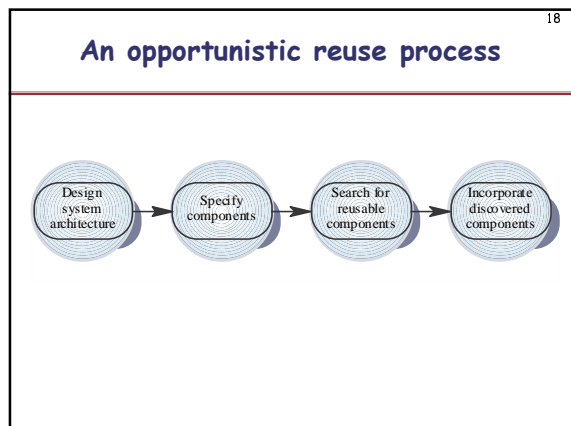 18
An opportunistic reuse process
Design
system
architecture
Specify
components
Search for
reusable
components
Incorporate
discovered
components